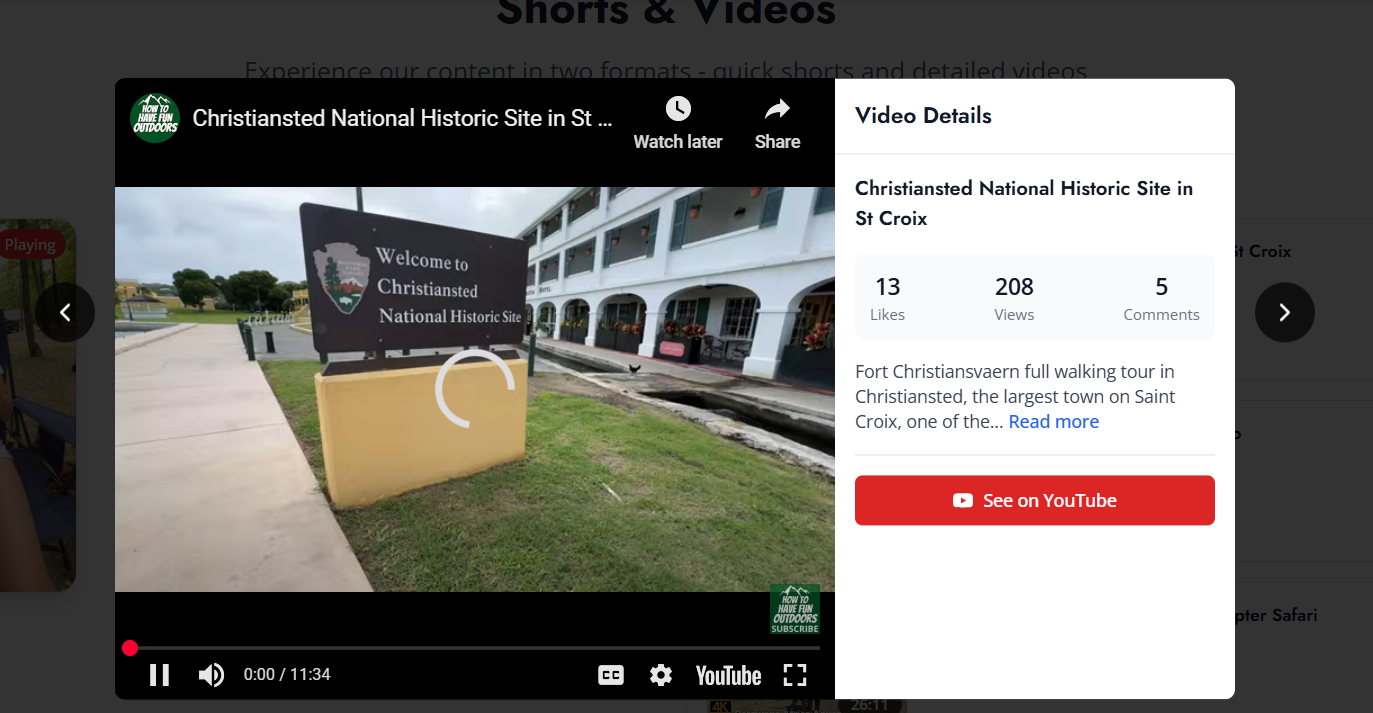 Shorts & Videos
Experience our content in two formats - quick shorts and detailed videos
HOW TO
HAVE FUN
OUTDOORS
Christiansted National Historic Site in St ...
Watch later
Share
Video Details
Christiansted National Historic Site in
St Croix
13
208
5
Likes
Views
Comments
Fort Christiansvaern full walking tour in
Christiansted, the largest town on Saint
Croix, one of the... Read more
See on YouTube
Playing
Welcome to
Christiansted
National Historic Site
HOW TO
HAVE FUN
OUTDOORS
SUBSCRIBE
0:00 / 11:34
CC
YouTube
St Croix
pter Safari
4K
26:11